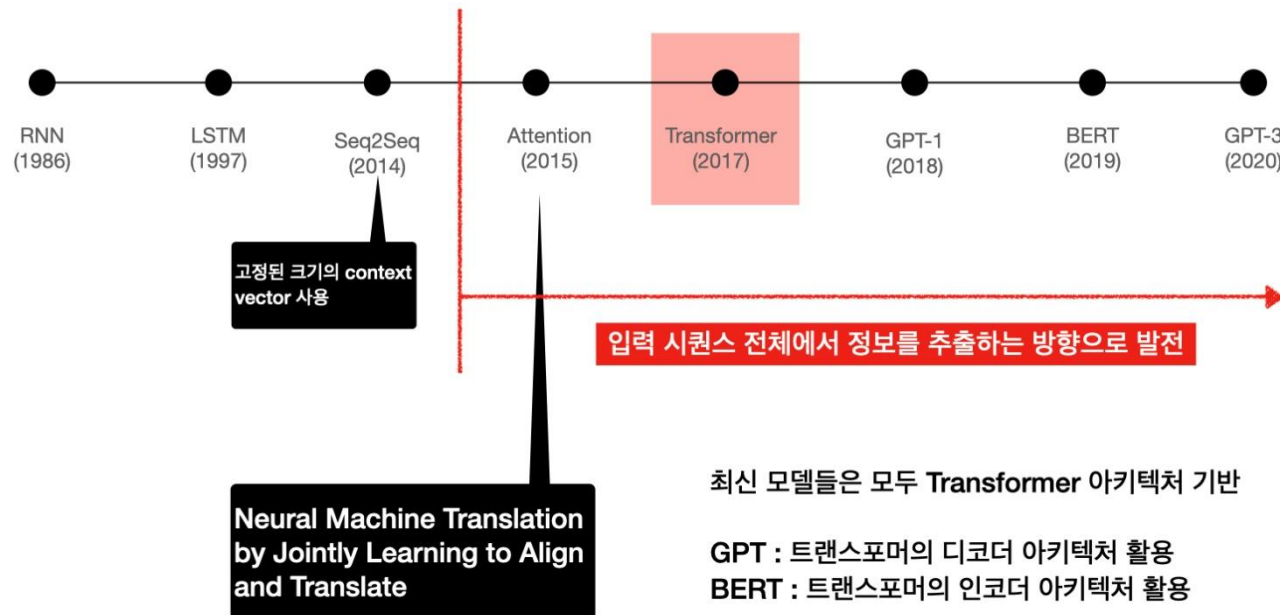 RNN
(1986)
LSTM
(1997)
Seq2Seq
(2014)
Attention
(2015)
Transformer
(2017)
GPT-1
(2018)
BERT
(2019)
GPT-3
(2020)
고정된 크기의 context
vector 사용
입력 시퀀스 전체에서 정보를 추출하는 방향으로 발전
Neural Machine Translation
by Jointly Learning to Align
and Translate
최신 모델들은 모두 Transformer 아키텍처 기반
GPT : 트랜스포머의 디코더 아키텍처 활용
BERT : 트랜스포머의 인코더 아키텍처 활용